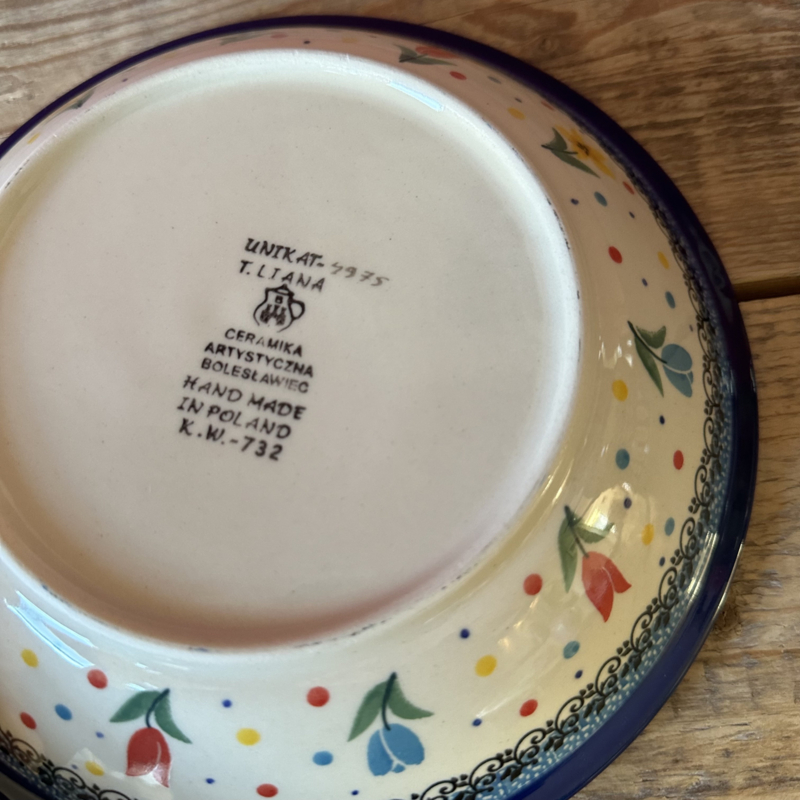 UNIKAT- 4975
T. LIANA
CERAMIKA
ARTYSTYCZNA
BOLESŁAWIEC
HAND MADE
IN POLAND
K.W.-732